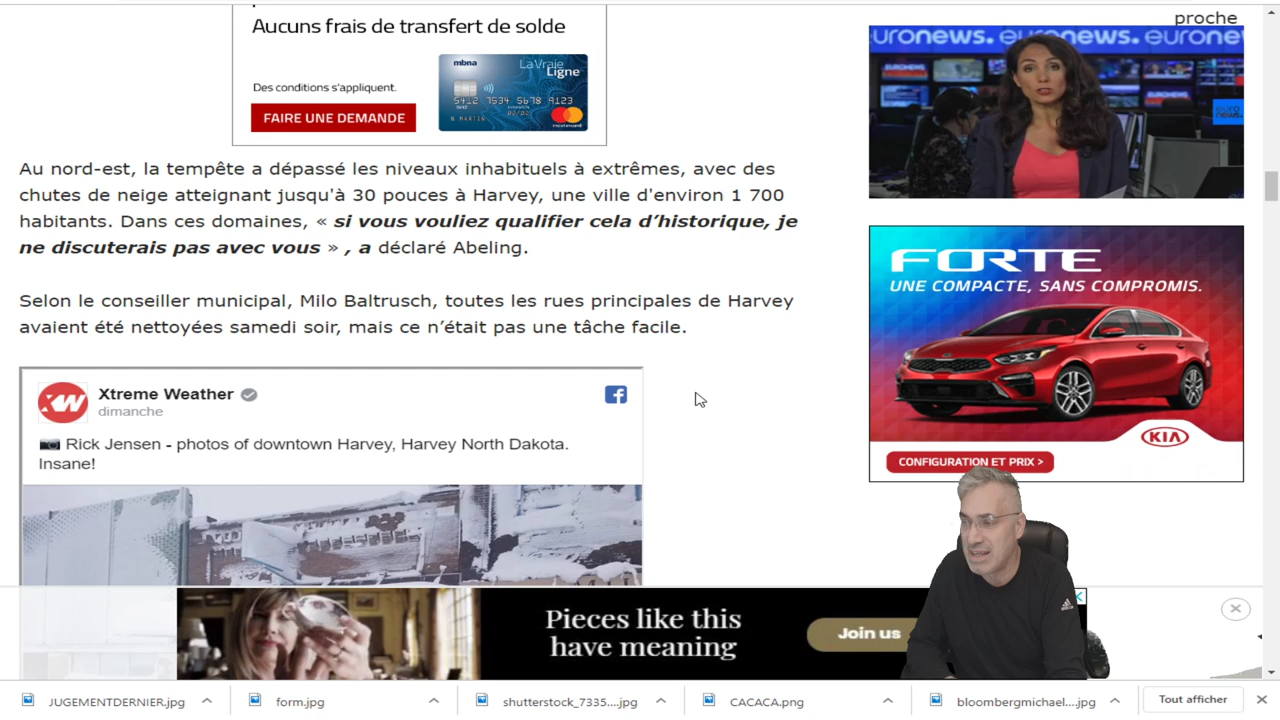 Aucuns frais de transfert de solde
mbna
LaVraie
Ligne
5412 7534 5678 9123
N MARTIN
mastercard
Des conditions s'appliquent.
FAIRE UNE DEMANDE
Au nord-est, la tempête a dépassé les niveaux inhabituels à extrêmes, avec des
chutes de neige atteignant jusqu'à 30 pouces à Harvey, une ville d'environ 1 700
habitants. Dans ces domaines, « si vous vouliez qualifier cela d’historique, je
ne discuterais pas avec vous » , a déclaré Abeling.
Selon le conseiller municipal, Milo Baltrusch, toutes les rues principales de Harvey
avaient été nettoyées samedi soir, mais ce n’était pas une tâche facile.
Xtreme Weather
dimanche
Rick Jensen - photos of downtown Harvey, Harvey North Dakota.
Insane!
proche
uronews. euronews. eurone
euro
news.
FORTE
UNE COMPACTE, SANS COMPROMIS.
KIA
CONFIGURATION ET PRIX >
Pieces like this
have meaning
Join us
JUGEMENTDERNIER.jpg
form.jpg
shutterstock_7335....jpg
CACACA.png
bloombergmichael....jpg
Tout afficher